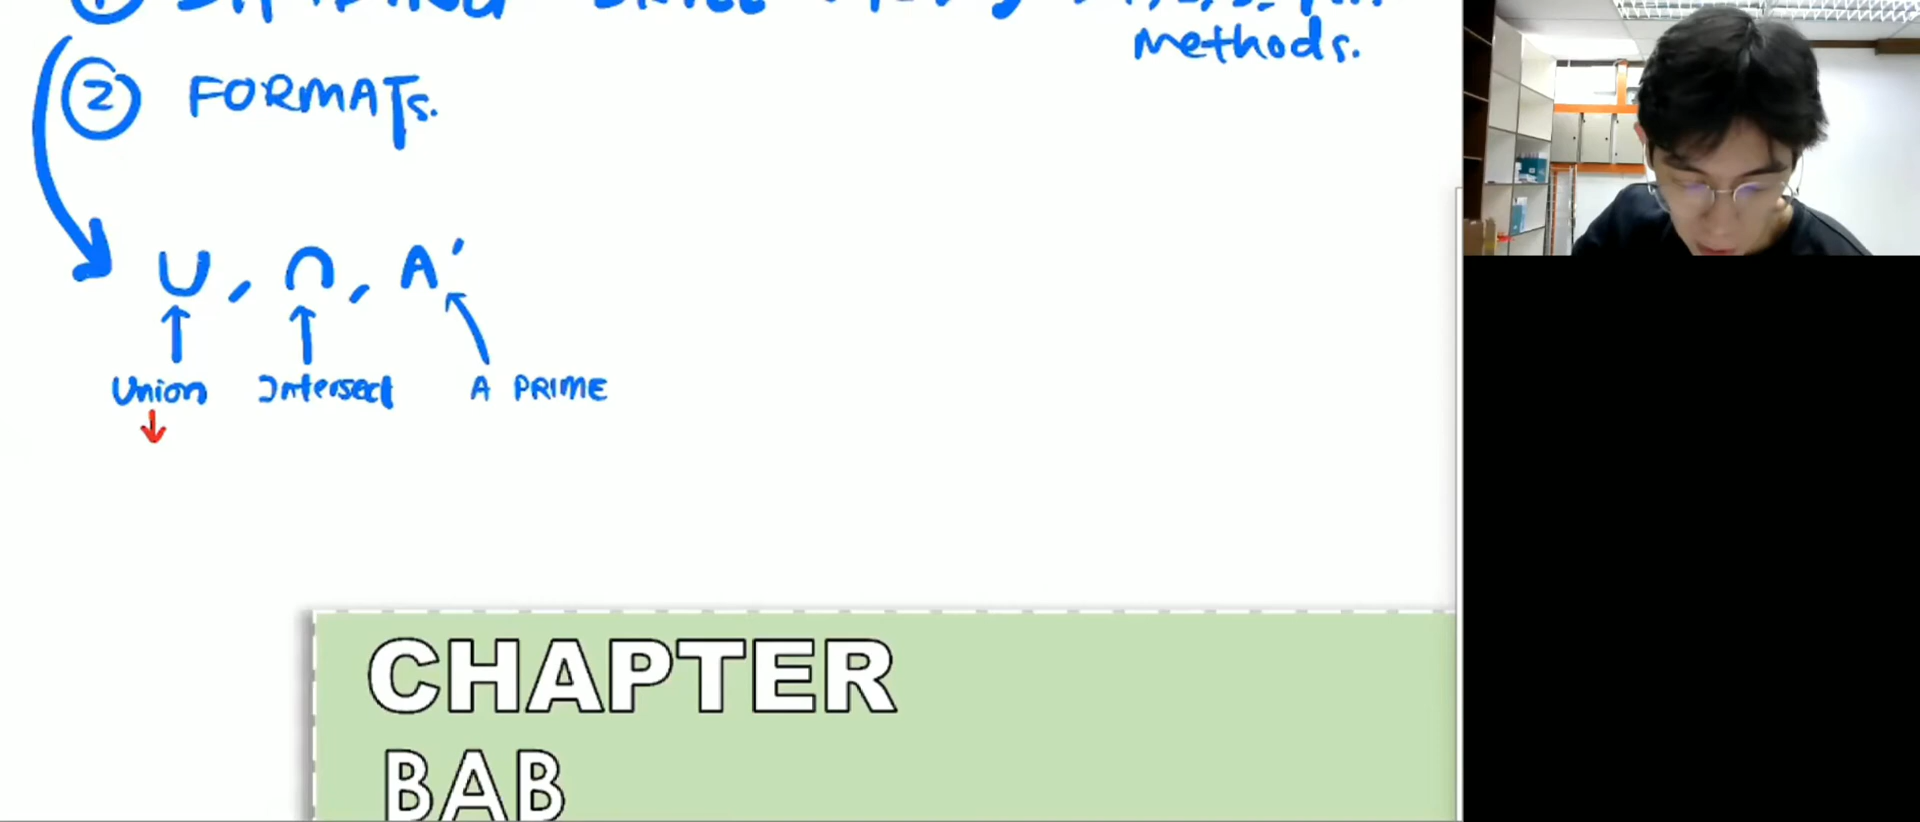 methods.
② FORMATs.
∪, ∩, A′
Union Intersect A PRIME
CHAPTER
BAB